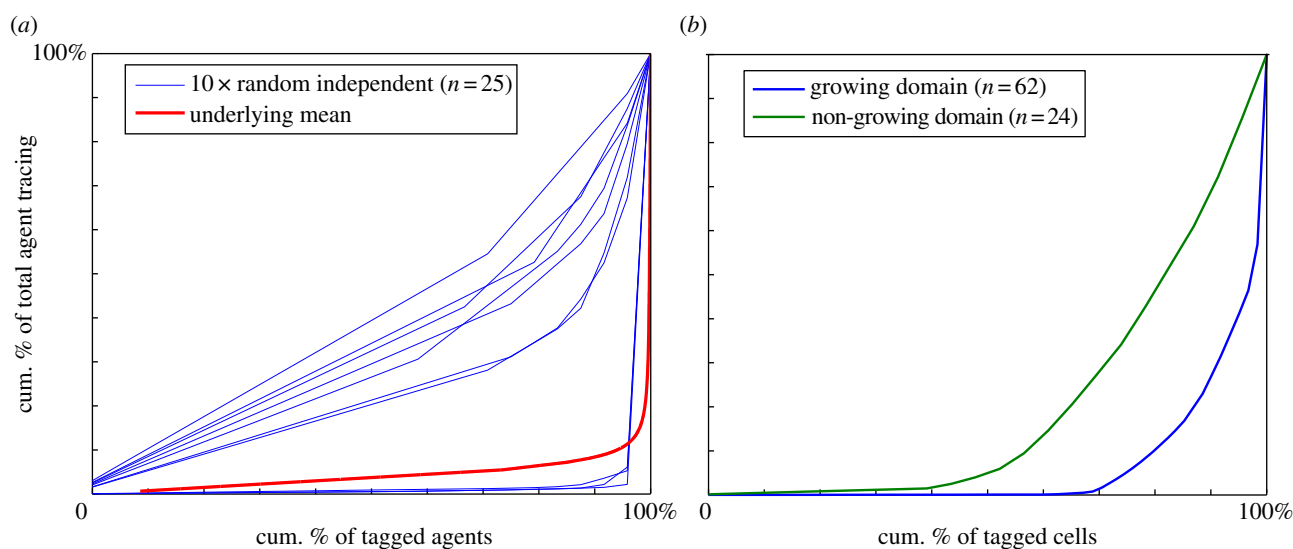 (a)
100%
10 × random independent (n = 25)
underlying mean
cum. % of total agent tracing
0
100%
cum. % of tagged agents
(b)
growing domain (n = 62)
non-growing domain (n = 24)
0
100%
cum. % of tagged cells